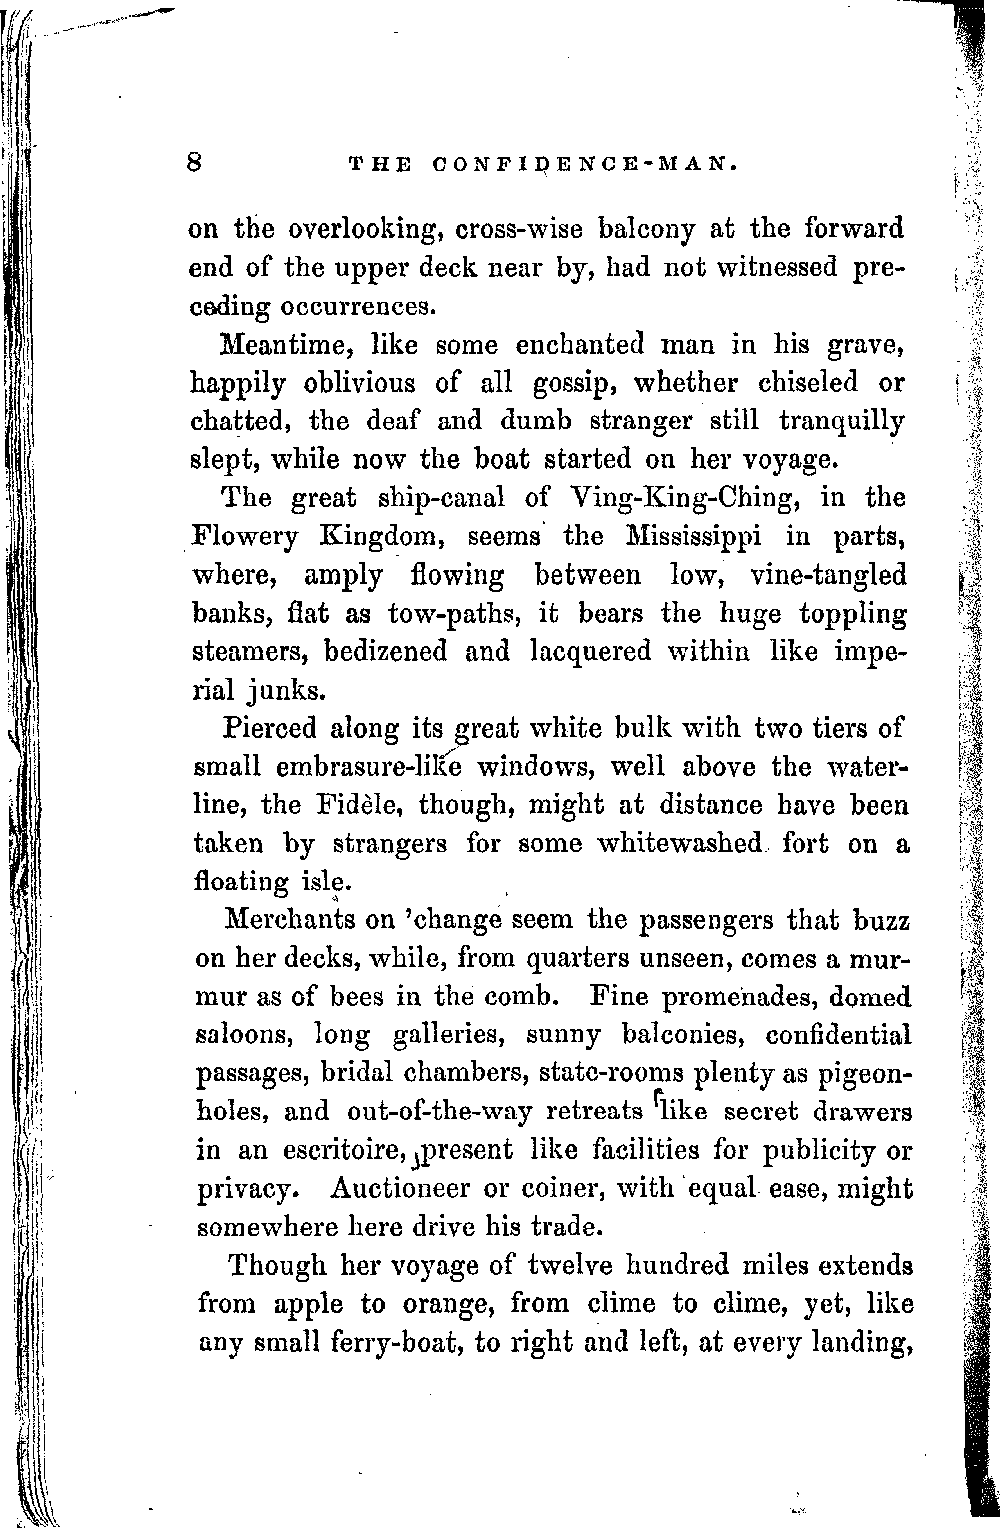 8 THE CONFIDENCE-MAN.
on the overlooking, cross-wise balcony at the forward
end of the upper deck near by, had not witnessed pre-
ceding occurrences.
Meantime, like some enchanted man in his grave,
happily oblivious of all gossip, whether chiseled or
chatted, the deaf and dumb stranger still tranquilly
slept, while now the boat started on her voyage.
The great ship-canal of Ving-King-Ching, in the
Flowery Kingdom, seems the Mississippi in parts,
where, amply flowing between low, vine-tangled
banks, flat as tow-paths, it bears the huge toppling
steamers, bedizened and lacquered within like impe-
rial junks.
Pierced along its great white bulk with two tiers of
small embrasure-like windows, well above the water-
line, the Fidèle, though, might at distance have been
taken by strangers for some whitewashed fort on a
floating isle.
Merchants on ’change seem the passengers that buzz
on her decks, while, from quarters unseen, comes a mur-
mur as of bees in the comb. Fine promenades, domed
saloons, long galleries, sunny balconies, confidential
passages, bridal chambers, state-rooms plenty as pigeon-
holes, and out-of-the-way retreats like secret drawers
in an escritoire, present like facilities for publicity or
privacy. Auctioneer or coiner, with equal ease, might
somewhere here drive his trade.
Though her voyage of twelve hundred miles extends
from apple to orange, from clime to clime, yet, like
any small ferry-boat, to right and left, at every landing,